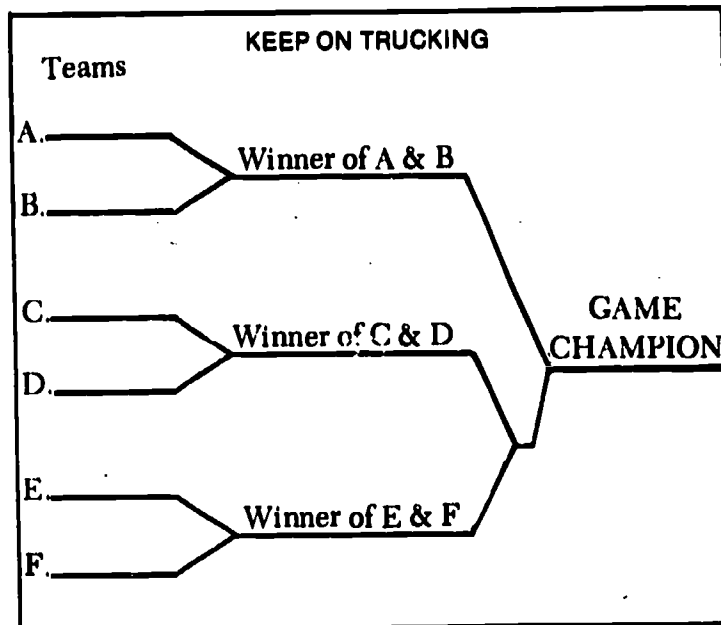 KEEP ON TRUCKING
Teams
A.
Winner of A & B
B.
C.
Winner of C & D
D.
GAME
CHAMPION
E.
Winner of E & F
F.